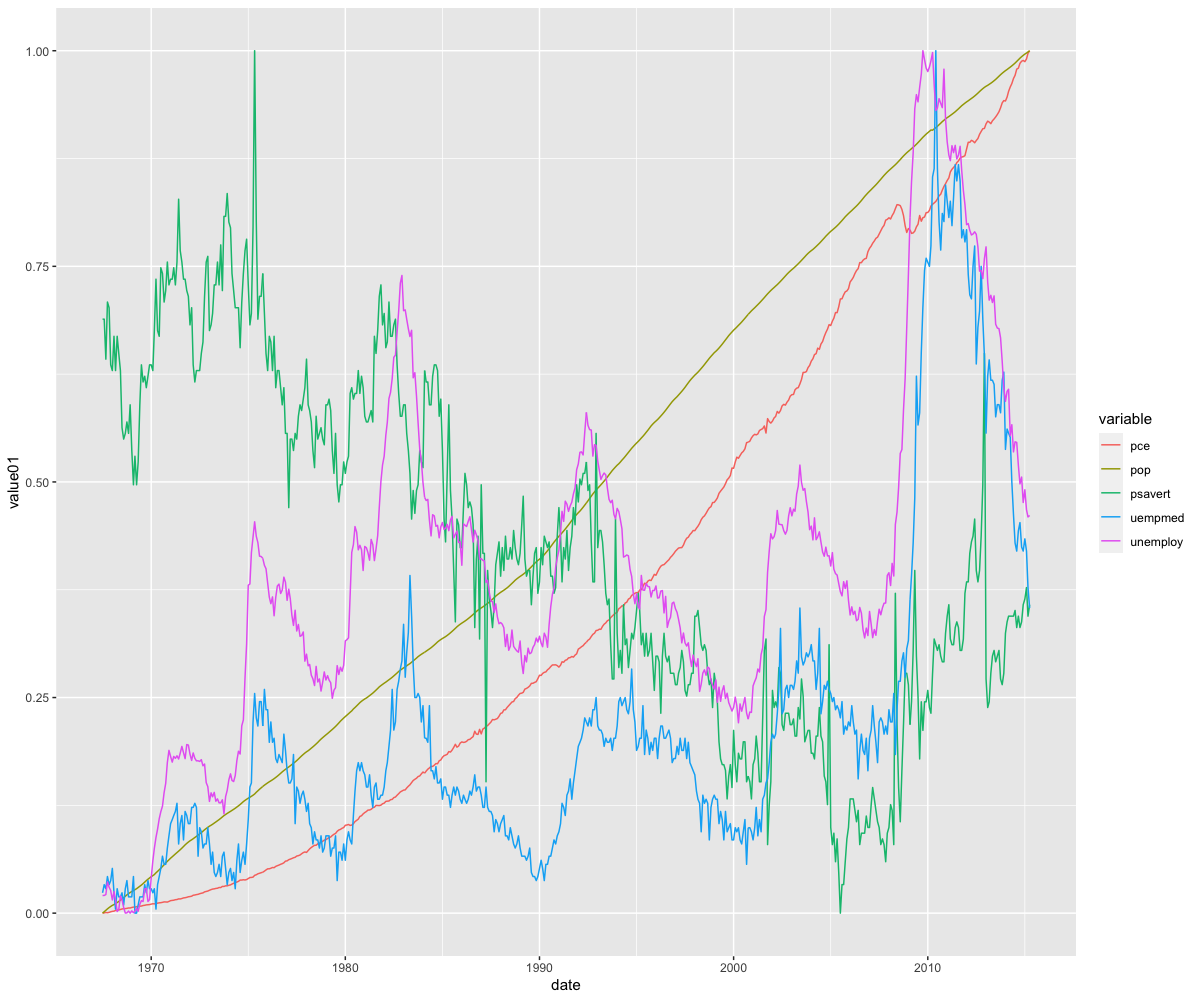 1.00
0.75
0.50
0.25
0.00
value01
1970
1980
1990
2000
2010
date
variable
pce
pop
psavert
uempmed
unemploy